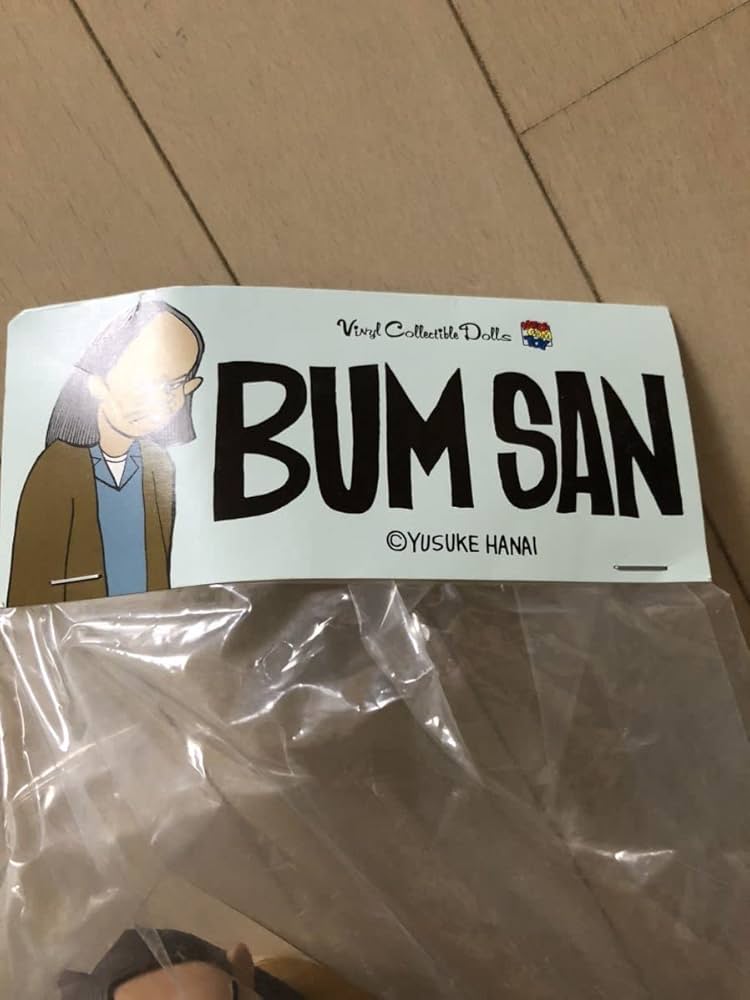 Vinyl Collectible Dolls
BUM SAN
©YUSUKE HANAI